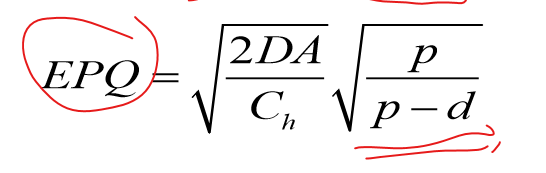 EPQ = √(2DA / C_h) √(p / (p − d))